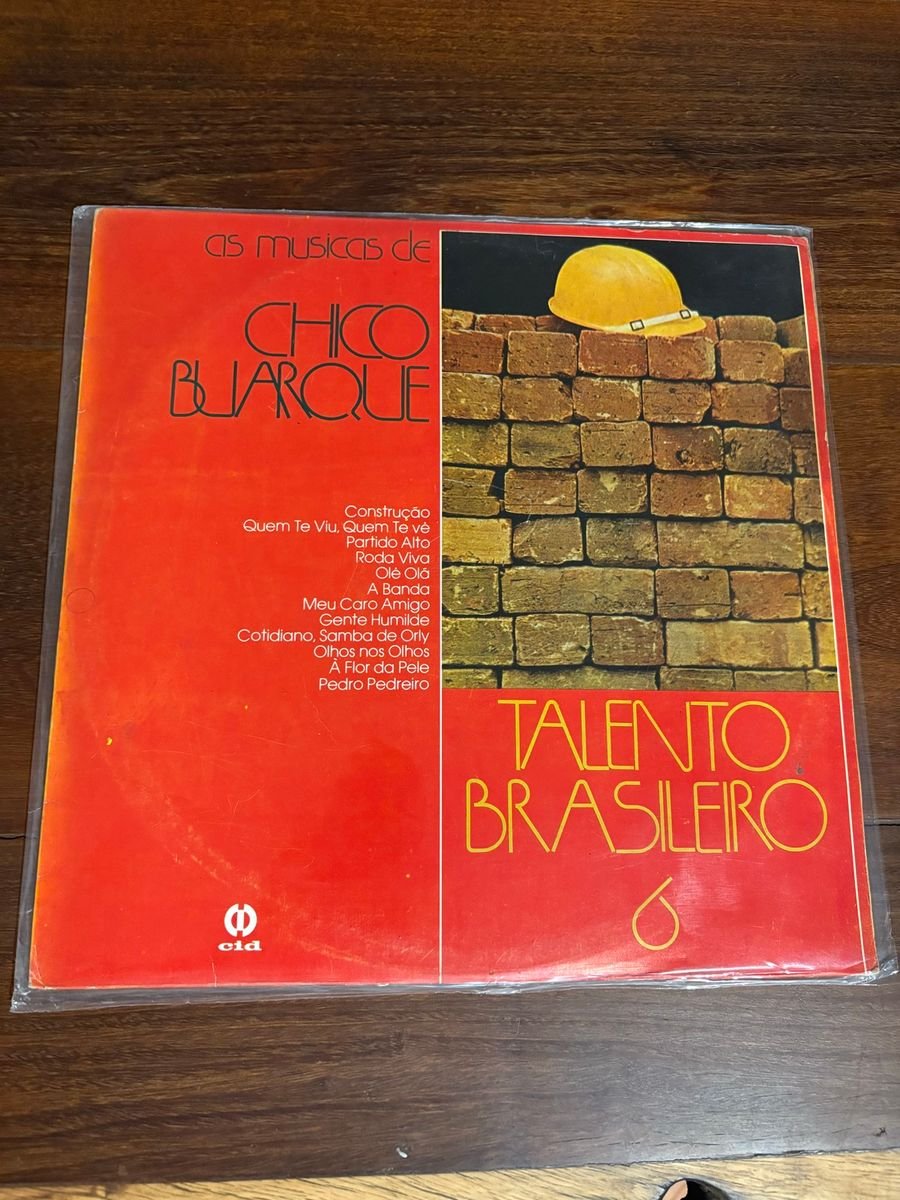 as musicas de
CHICO
BUARQUE
Construção
Quem Te Viu, Quem Te vê
Partido Alto
Roda Viva
Olê Olá
A Banda
Meu Caro Amigo
Gente Humilde
Cotidiano, Samba de Orly
Olhos nos Olhos
À Flor da Pele
Pedro Pedreiro
TALENTO
BRASILEIRO
6
cid